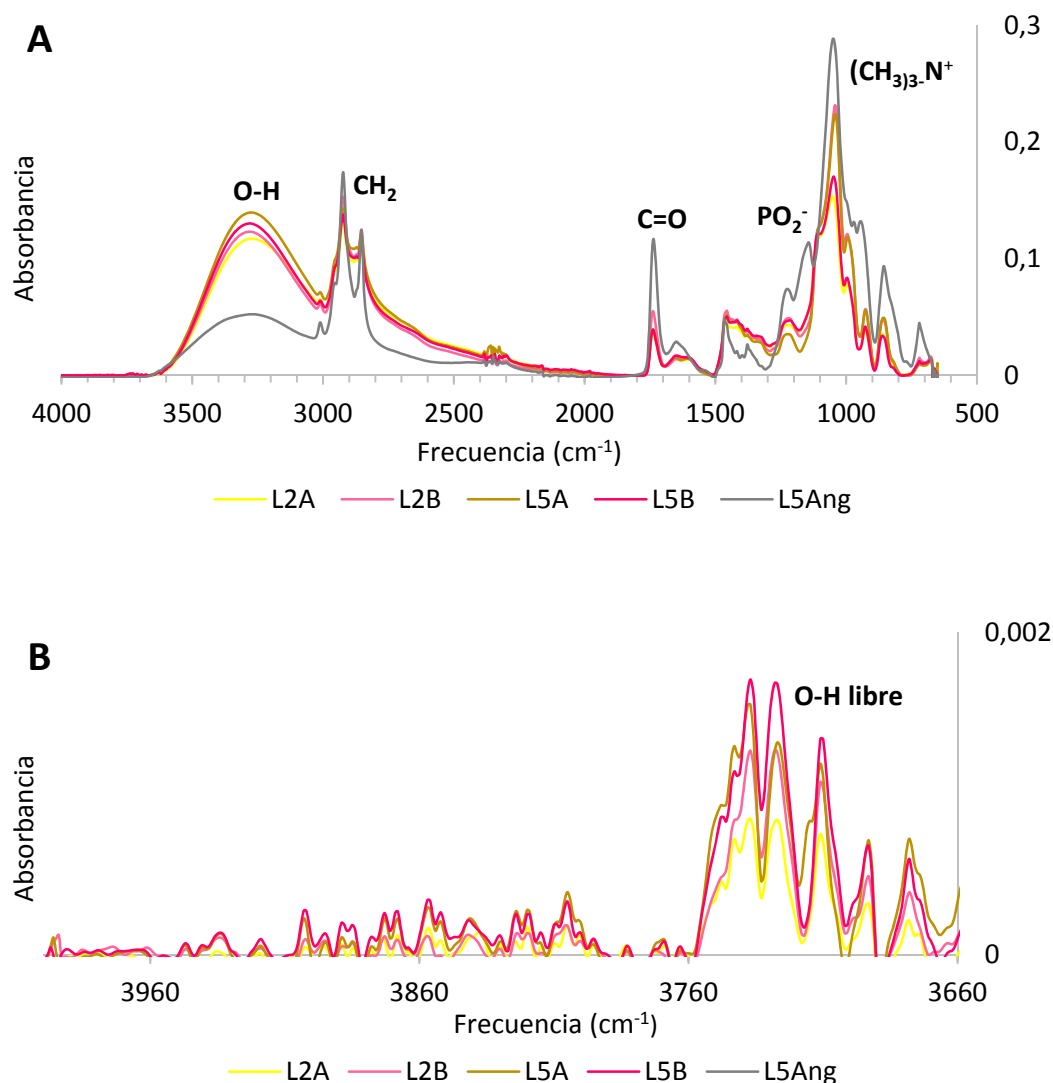 A
0,3
(CH3)3-N+
0,2
O-H
CH2
C=O
PO2-
0,1
0
Absorbancia
4000 3500 3000 2500 2000 1500 1000 500
Frecuencia (cm-1)
L2A L2B L5A L5B L5Ang
B
0,002
O-H libre
Absorbancia
0
3960 3860 3760 3660
Frecuencia (cm-1)
L2A L2B L5A L5B L5Ang